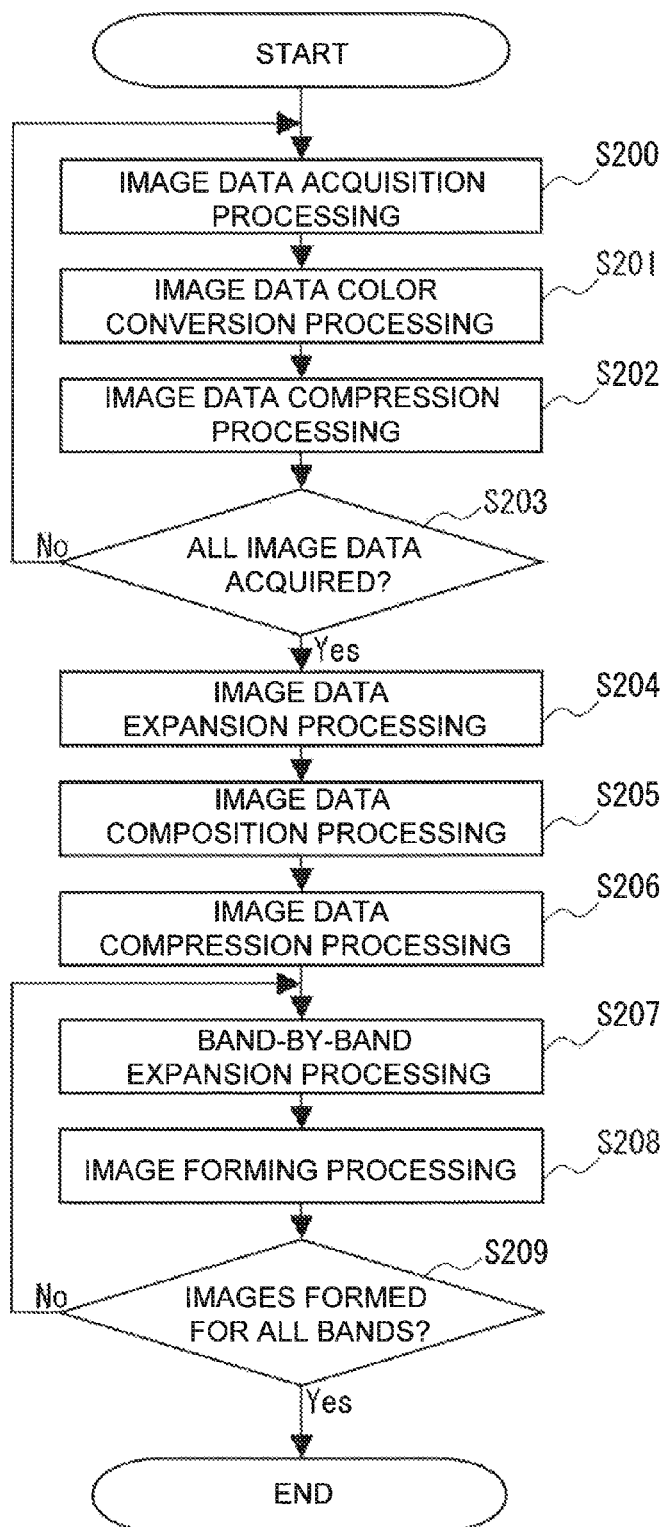 START
S200
IMAGE DATA ACQUISITION
PROCESSING
S201
IMAGE DATA COLOR
CONVERSION PROCESSING
S202
IMAGE DATA COMPRESSION
PROCESSING
S203
No
ALL IMAGE DATA
ACQUIRED?
Yes
S204
IMAGE DATA
EXPANSION PROCESSING
S205
IMAGE DATA
COMPOSITION PROCESSING
S206
IMAGE DATA
COMPRESSION PROCESSING
S207
BAND-BY-BAND
EXPANSION PROCESSING
S208
IMAGE FORMING PROCESSING
S209
No
IMAGES FORMED
FOR ALL BANDS?
Yes
END